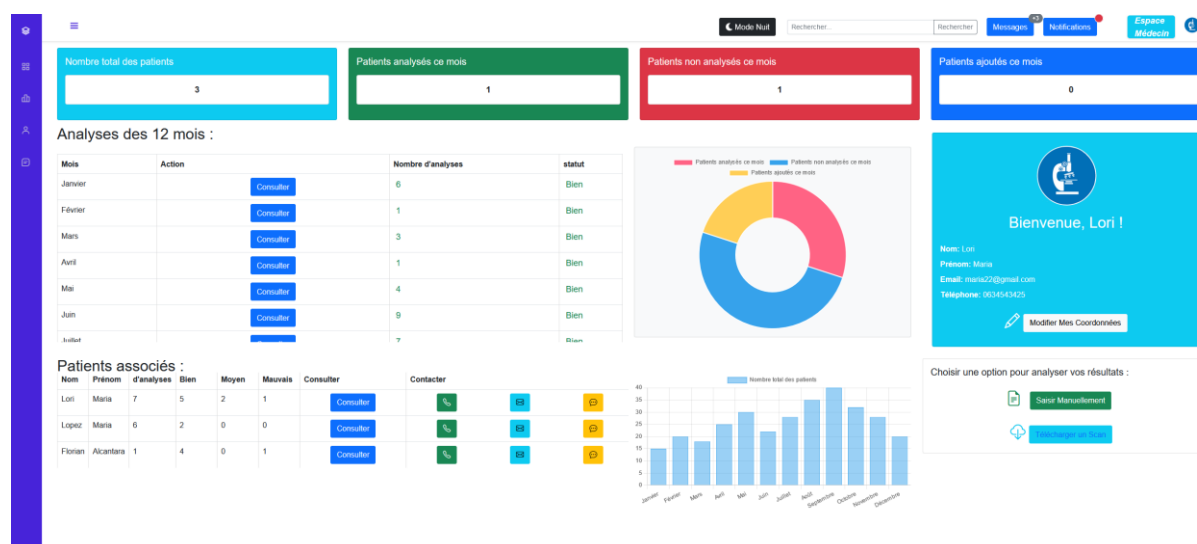 Mode Nuit Rechercher... Rechercher Messages +2 Notifications Espace Médecin
Nombre total des patients
3
Patients analysés ce mois
1
Patients non analysés ce mois
1
Patients ajoutés ce mois
0
Analyses des 12 mois :
Mois Action Nombre d'analyses statut
Janvier Consulter 6 Bien
Février Consulter 1 Bien
Mars Consulter 3 Bien
Avril Consulter 1 Bien
Mai Consulter 4 Bien
Juin Consulter 9 Bien
Juillet 7 Bien
Patients analysés ce mois Patients non analysés ce mois
Patients ajoutés ce mois
Bienvenue, Lori !
Nom: Lori
Prénom: Maria
Email: maria22@gmail.com
Téléphone: 0634543425
Modifier Mes Coordonnées
Patients associés :
Nom Prénom d'analyses Bien Moyen Mauvais Consulter Contacter
Lori Maria 7 5 2 1 Consulter
Lopez Maria 6 2 0 0 Consulter
Florian Alcantara 1 4 0 1 Consulter
Nombre total des patients
40
35
30
25
20
15
10
5
0
Janvier Février Mars Avril Mai Juin Juillet Août Septembre Octobre Novembre Décembre
Choisir une option pour analyser vos résultats :
Saisir Manuellement
Télécharger un Scan